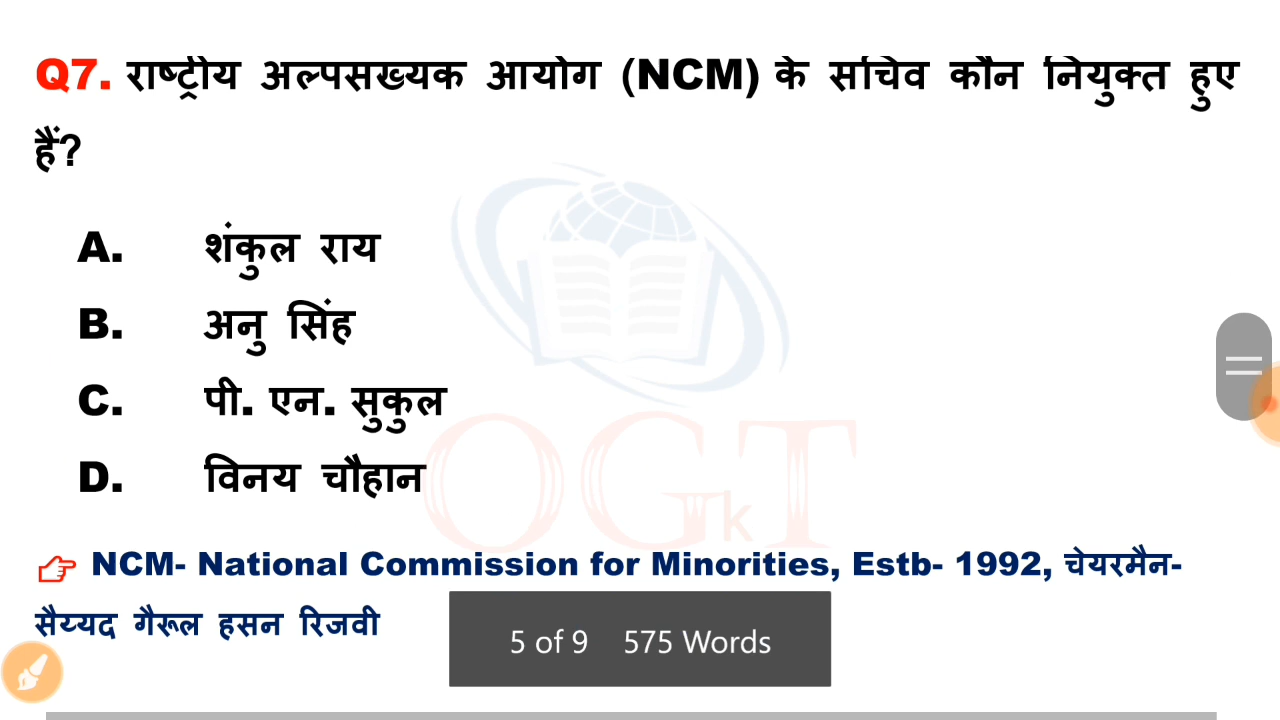 Q7. राष्ट्रीय अल्पसख्यक आयोग (NCM) के सचिव कौन नियुक्त हुए
हैं?
A. शंकुल राय
B. अनु सिंह
C. पी. एन. सुकुल
D. विनय चौहान
OGkT
NCM- National Commission for Minorities, Estb- 1992, चेयरमैन-
सैय्यद गैरूल हसन रिजवी
5 of 9 575 Words